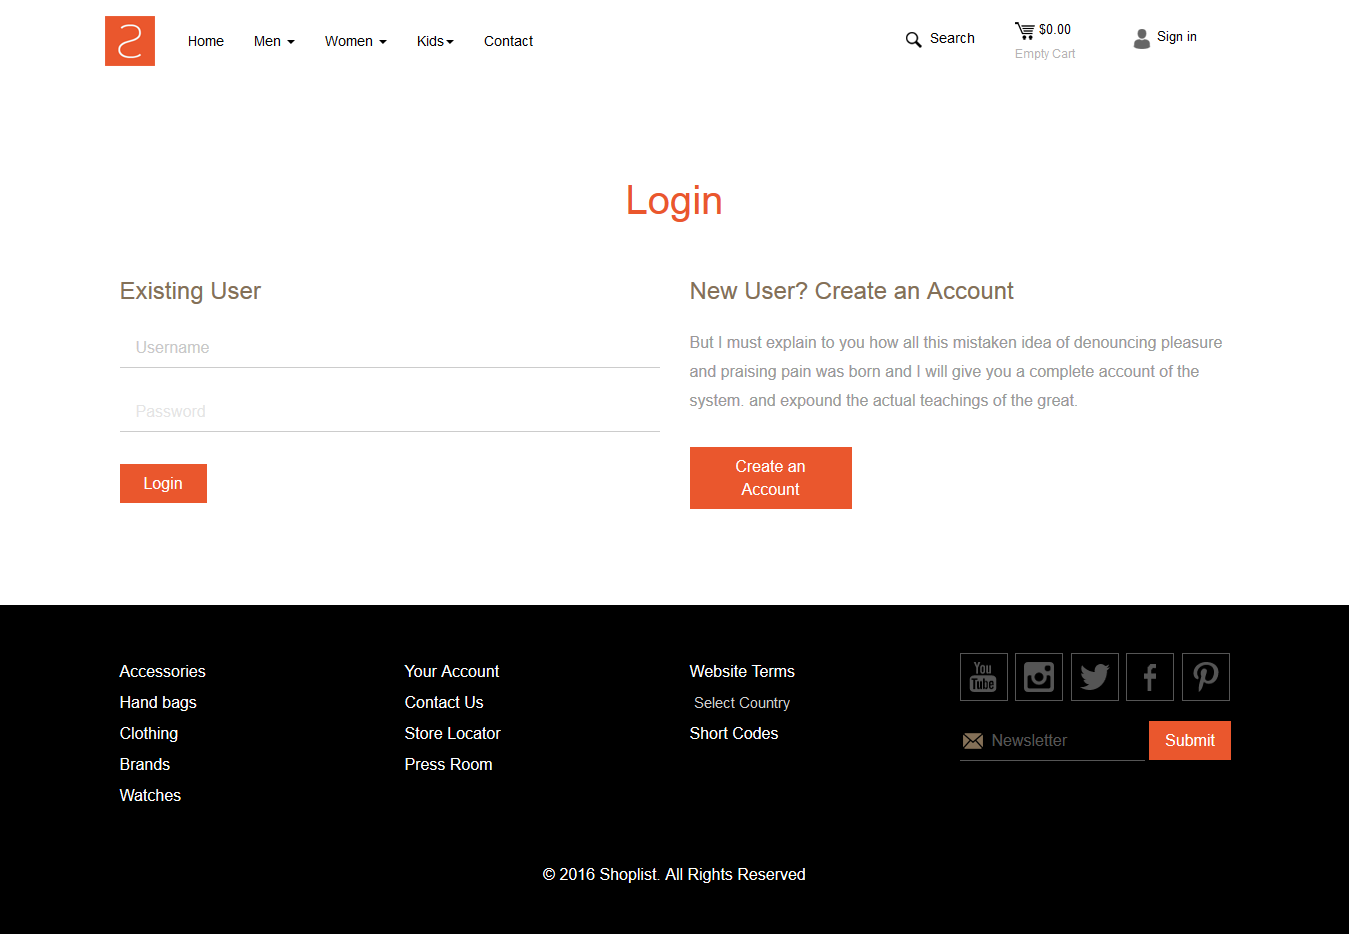 Home Men Women Kids Contact Search $0.00 Sign in
Empty Cart
Login
Existing User
Username
Password
Login
New User? Create an Account
But I must explain to you how all this mistaken idea of denouncing pleasure
and praising pain was born and I will give you a complete account of the
system. and expound the actual teachings of the great.
Create an
Account
Accessories
Hand bags
Clothing
Brands
Watches
Your Account
Contact Us
Store Locator
Press Room
Website Terms
Select Country
Short Codes
You
Tube
Newsletter Submit
© 2016 Shoplist. All Rights Reserved